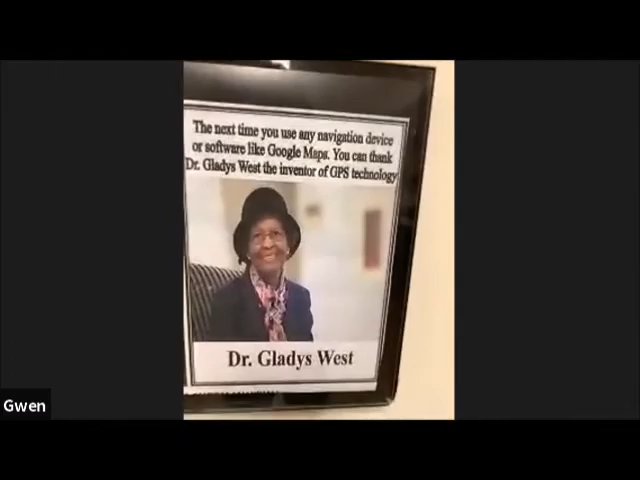 The next time you use any navigation device
or software like Google Maps. You can thank
Dr. Gladys West the inventor of GPS technology
Dr. Gladys West
Gwen